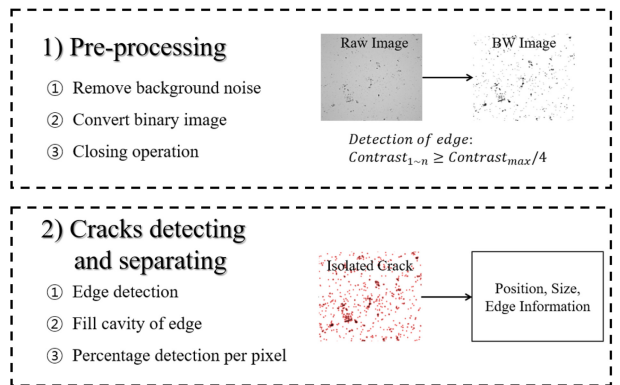 1) Pre-processing
① Remove background noise
② Convert binary image
③ Closing operation
Raw Image
BW Image
Detection of edge:
Contrast₁~ₙ ≥ Contrastₘₐₓ/4
2) Cracks detecting
and separating
① Edge detection
② Fill cavity of edge
③ Percentage detection per pixel
Isolated Crack
Position, Size,
Edge Information